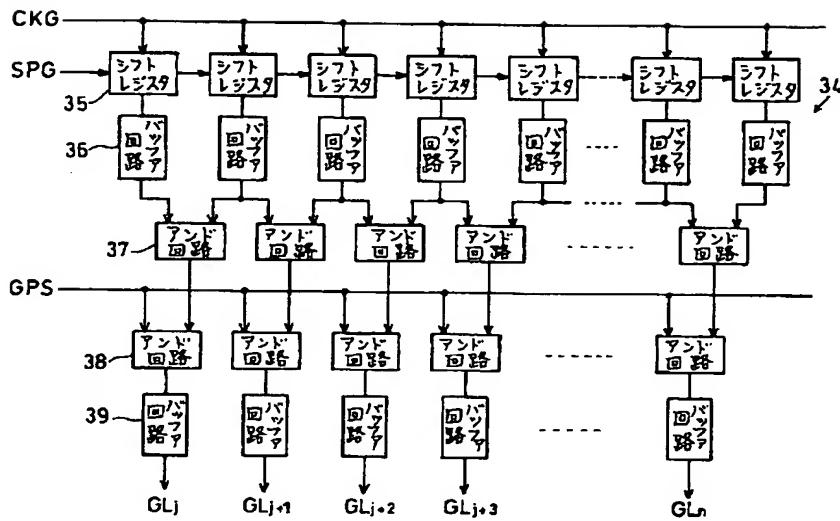 CKG
SPG
シフト
レジスタ
シフト
レジスタ
シフト
レジスタ
シフト
レジスタ
シフト
レジスタ
シフト
レジスタ
シフト
レジスタ
34
35
36
バッファ
回路
バッファ
回路
バッファ
回路
バッファ
回路
バッファ
回路
バッファ
回路
バッファ
回路
37
アンド
回路
アンド
回路
アンド
回路
アンド
回路
アンド
回路
GPS
38
アンド
回路
アンド
回路
アンド
回路
アンド
回路
アンド
回路
39
バッファ
回路
バッファ
回路
バッファ
回路
バッファ
回路
バッファ
回路
GLj
GLj+1
GLj+2
GLj+3
GLn